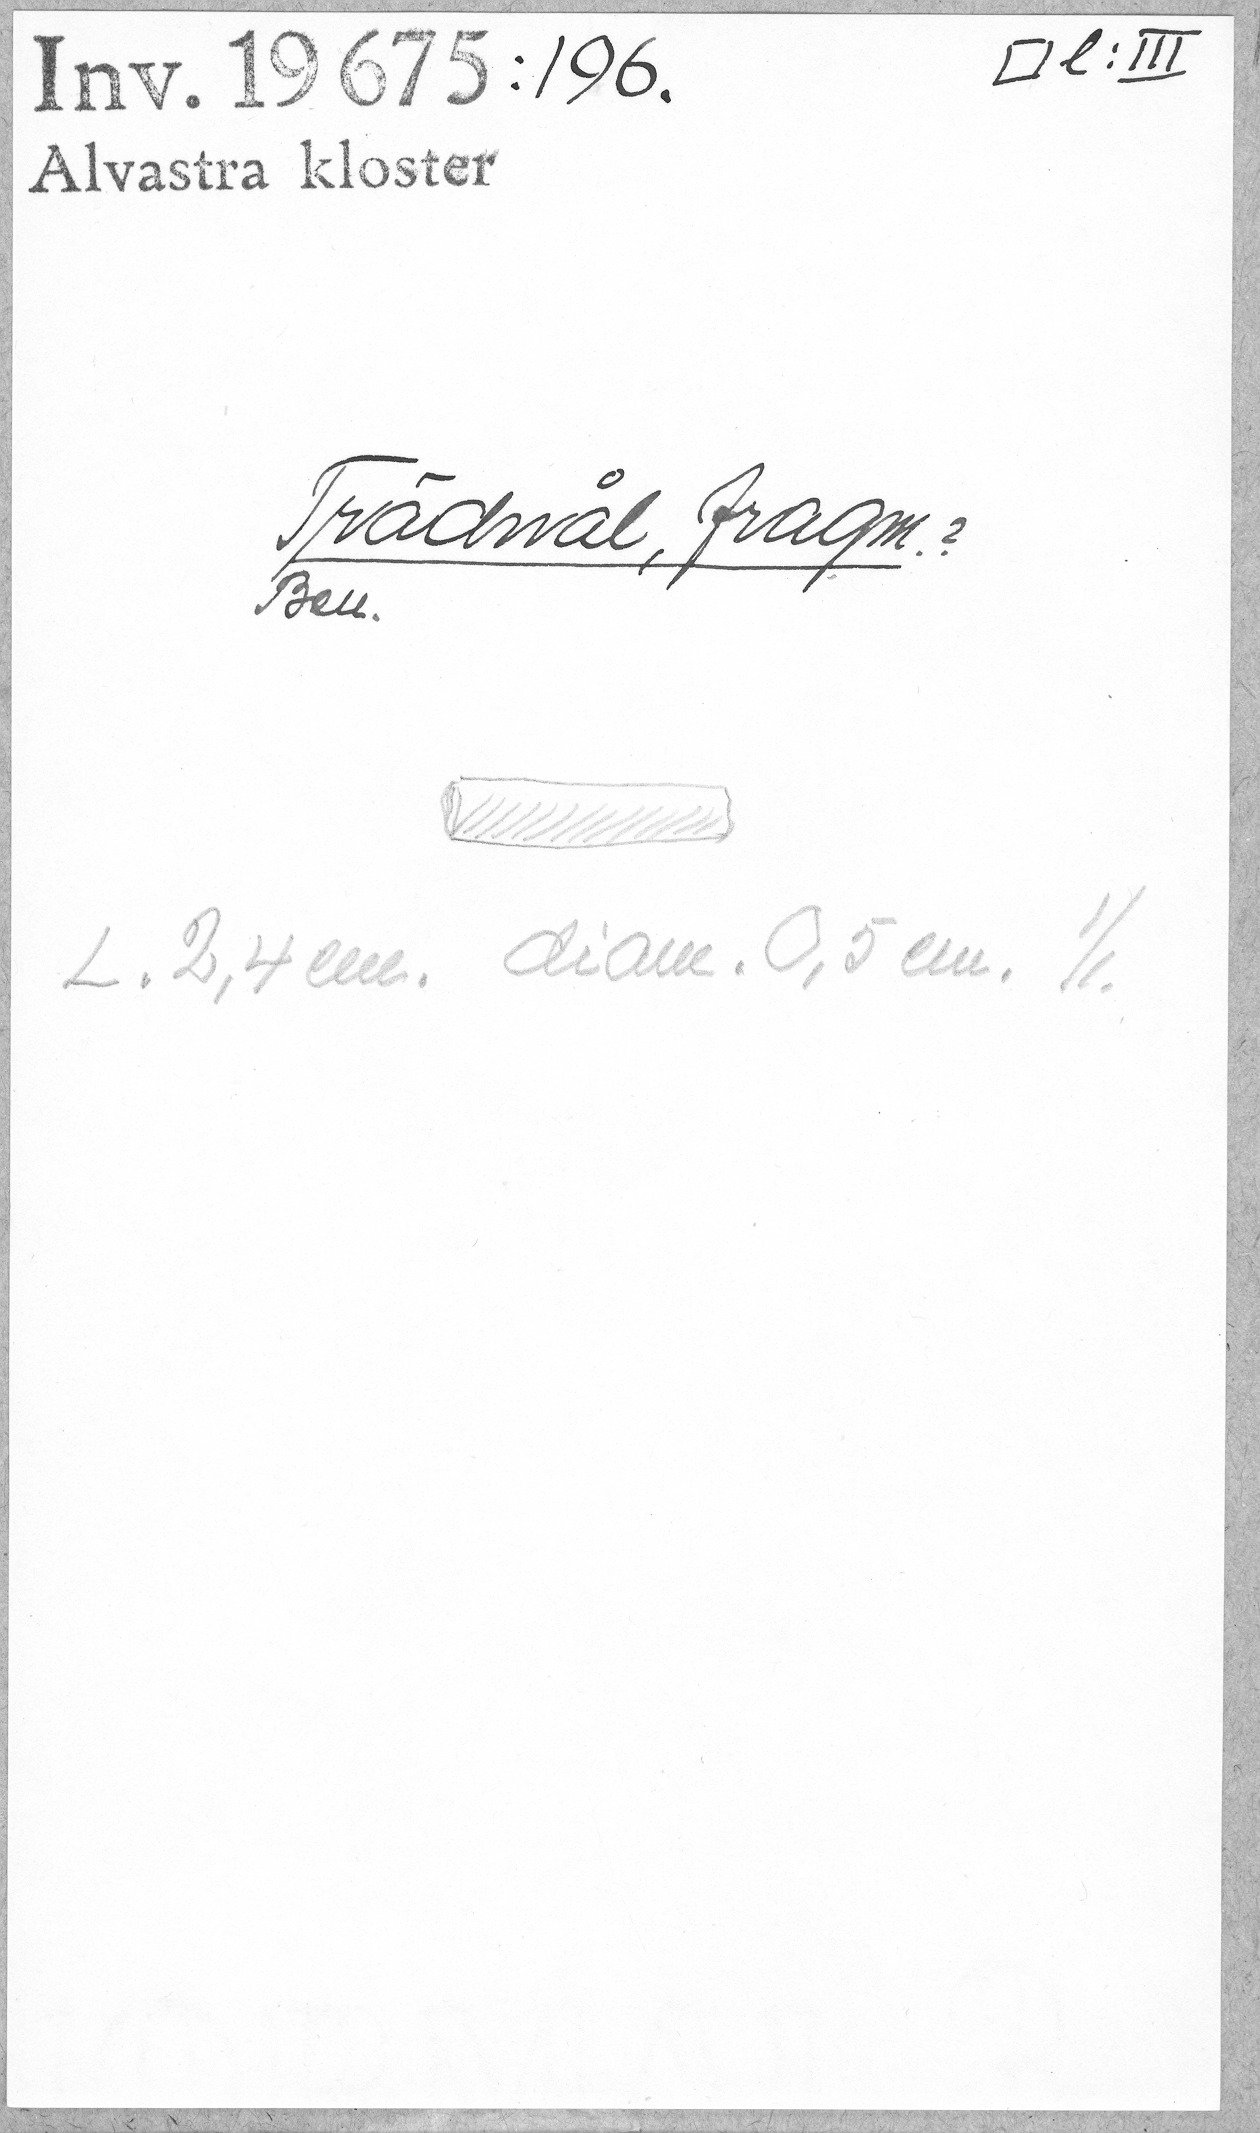 Inv. 19675:196. □ l:III
Alvastra kloster
Trådnål, fragm.?
Ben.
L. 2,4 cm. diam. 0,5 cm. 1/1.